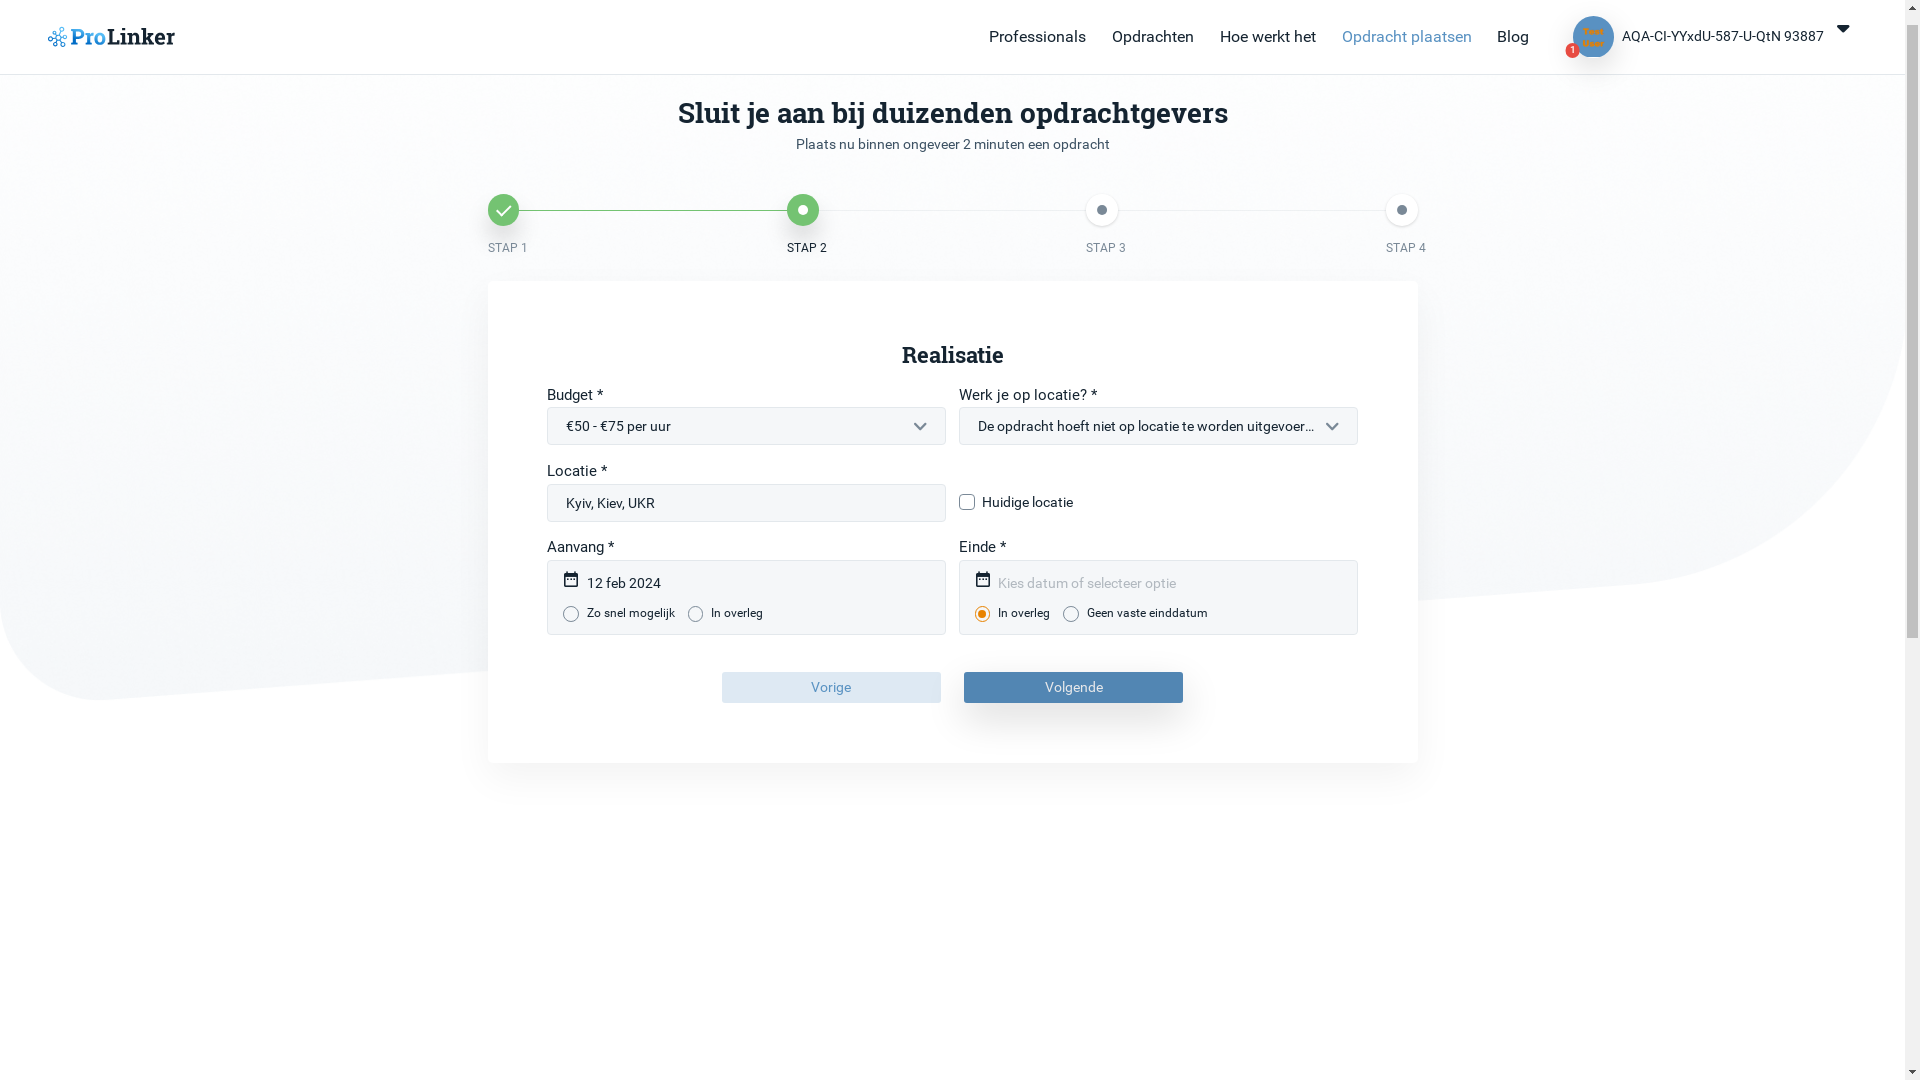 ProLinker
Professionals
Opdrachten
Hoe werkt het
Opdracht plaatsen
Blog
Test
User
1
AQA-CI-YYxdU-587-U-QtN 93887
Sluit je aan bij duizenden opdrachtgevers
Plaats nu binnen ongeveer 2 minuten een opdracht
STAP 1
STAP 2
STAP 3
STAP 4
Realisatie
Budget *
€50 - €75 per uur
Werk je op locatie? *
De opdracht hoeft niet op locatie te worden uitgevoer...
Locatie *
Kyiv, Kiev, UKR
Huidige locatie
Aanvang *
12 feb 2024
Zo snel mogelijk
In overleg
Einde *
Kies datum of selecteer optie
In overleg
Geen vaste einddatum
Vorige
Volgende